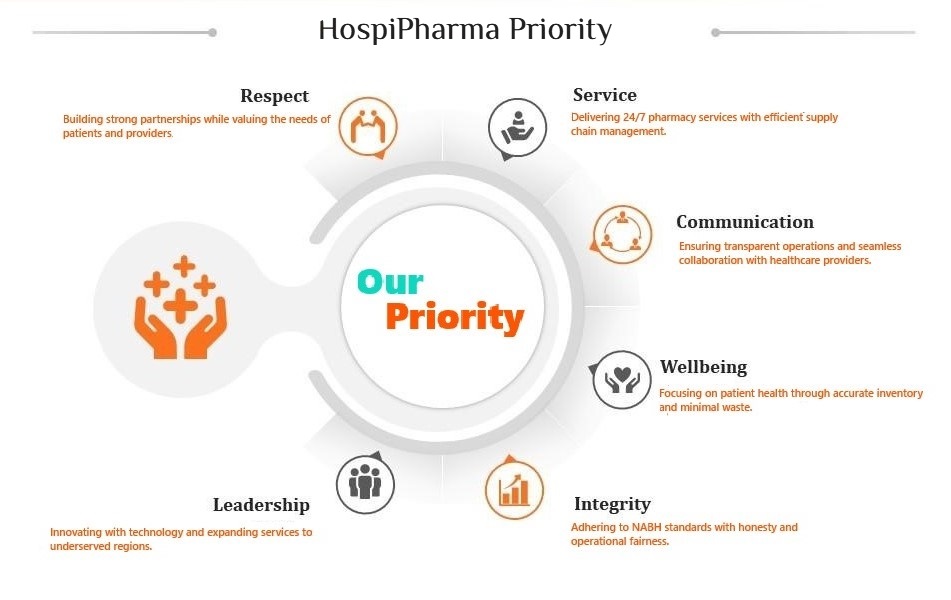 HospiPharma Priority
Respect
Building strong partnerships while valuing the needs of
patients and providers.
Service
Delivering 24/7 pharmacy services with efficient supply
chain management.
Communication
Ensuring transparent operations and seamless
collaboration with healthcare providers.
Our
Priority
Wellbeing
Focusing on patient health through accurate inventory
and minimal waste.
Leadership
Innovating with technology and expanding services to
underserved regions.
Integrity
Adhering to NABH standards with honesty and
operational fairness.